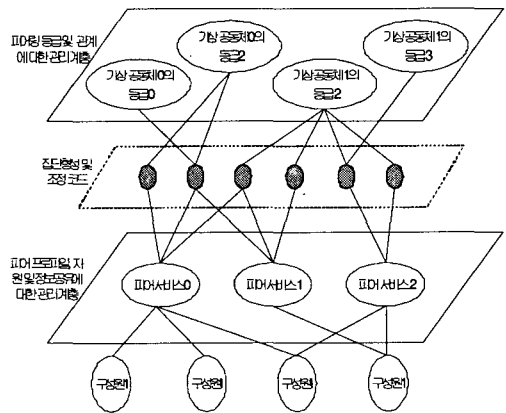 피어링 등급 및 관계
에 대한 관리 계층
가상 공동체0의
등급2
가상 공동체1의
등급3
가상 공동체0의
등급0
가상 공동체1의
등급2
집단 형성 및
조정 코드
피어 프로파일, 자
원 및 정보 공유에
대한 관리 계층
피어 서비스0
피어 서비스1
피어 서비스2
구성원
구성원
구성원
구성원